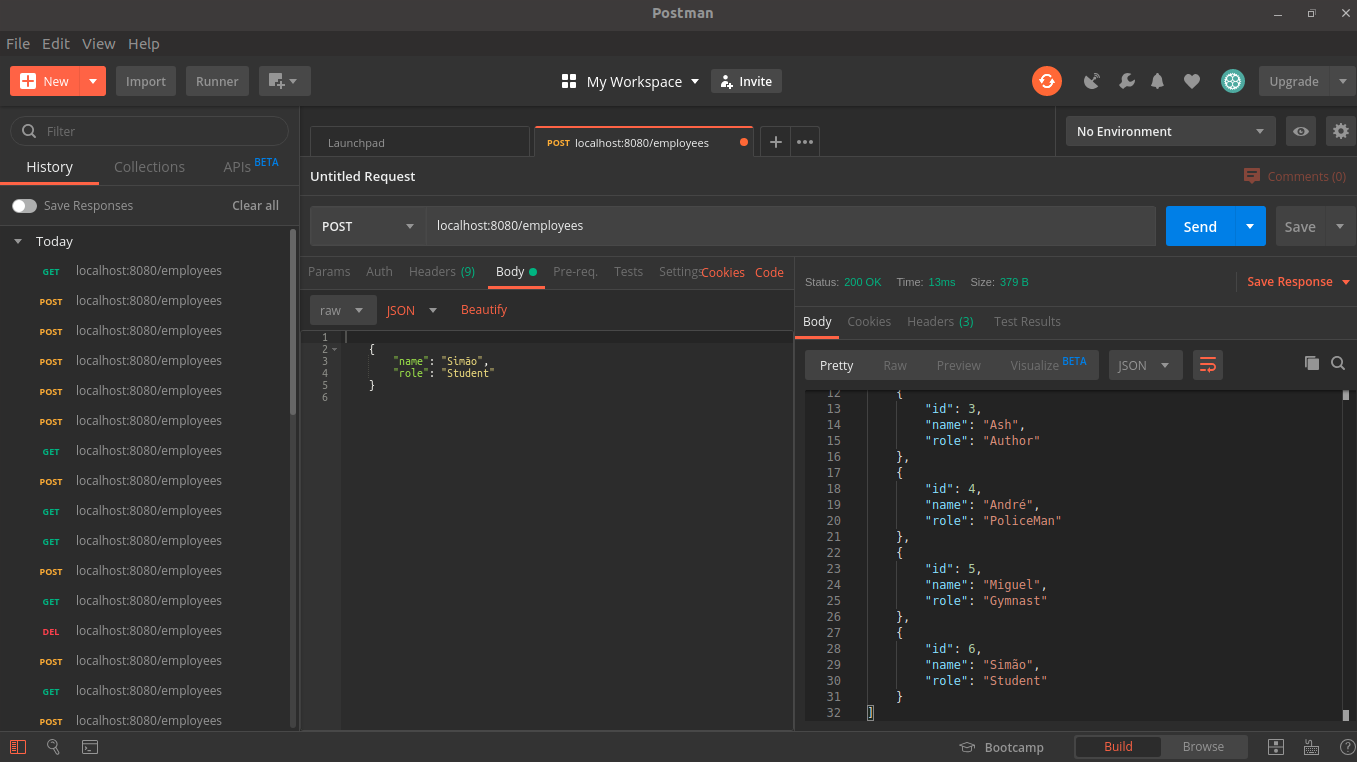 Postman
File Edit View Help
New Import Runner My Workspace Invite Upgrade
Filter
History Collections APIs BETA
Save Responses Clear all
Today
GET localhost:8080/employees
POST localhost:8080/employees
POST localhost:8080/employees
POST localhost:8080/employees
POST localhost:8080/employees
POST localhost:8080/employees
GET localhost:8080/employees
POST localhost:8080/employees
GET localhost:8080/employees
GET localhost:8080/employees
POST localhost:8080/employees
GET localhost:8080/employees
DEL localhost:8080/employees
POST localhost:8080/employees
GET localhost:8080/employees
POST localhost:8080/employees
Launchpad POST localhost:8080/employees No Environment
Untitled Request Comments (0)
POST localhost:8080/employees Send Save
Params Auth Headers (9) Body Pre-req. Tests Settings Cookies Code
raw JSON Beautify
1
2 {
3 "name": "Simão",
4 "role": "Student"
5 }
6
Status: 200 OK Time: 13ms Size: 379 B Save Response
Body Cookies Headers (3) Test Results
Pretty Raw Preview Visualize BETA JSON
12 {
13 "id": 3,
14 "name": "Ash",
15 "role": "Author"
16 },
17 {
18 "id": 4,
19 "name": "André",
20 "role": "PoliceMan"
21 },
22 {
23 "id": 5,
24 "name": "Miguel",
25 "role": "Gymnast"
26 },
27 {
28 "id": 6,
29 "name": "Simão",
30 "role": "Student"
31 }
32 ]
Bootcamp Build Browse